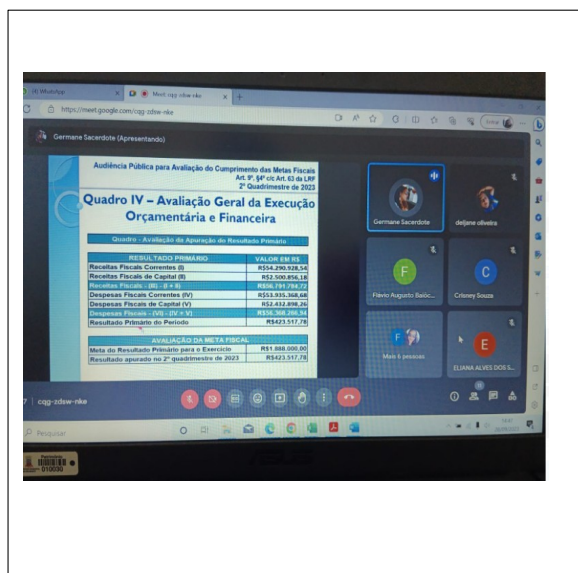 WhatsApp
Meet: cqg-zdsw-nke
https://meet.google.com/cqg-zdsw-nke
Germane Sacerdote (Apresentando)
Audiência Pública para Avaliação do Cumprimento das Metas Fiscais
Art. 9º, §4º c/c Art. 63 da LRF
2º Quadrimestre de 2023
Quadro IV – Avaliação Geral da Execução
Orçamentária e Financeira
Quadro - Avaliação da Apuração do Resultado Primário
RESULTADO PRIMÁRIO VALOR EM R$
Receitas Fiscais Correntes (I) R$54.290.928,54
Receitas Fiscais de Capital (II) R$2.500.856,18
Receitas Fiscais - (III) - (I + II) R$56.791.784,72
Despesas Fiscais Correntes (IV) R$53.935.368,68
Despesas Fiscais de Capital (V) R$2.432.898,26
Despesas Fiscais - (VI) - (IV + V) R$56.368.266,94
Resultado Primário do Período R$423.517,78
AVALIAÇÃO DA META FISCAL
Meta do Resultado Primário para o Exercício R$1.888.000,00
Resultado apurado no 2º quadrimestre de 2023 R$423.517,78
Germane Sacerdote
deljane oliveira
F
Flávio Augusto Balóc...
C
Crisney Souza
F
Mais 6 pessoas
E
ELIANA ALVES DOS S...
7 | cqg-zdsw-nke
Pesquisar
ASUS
010030